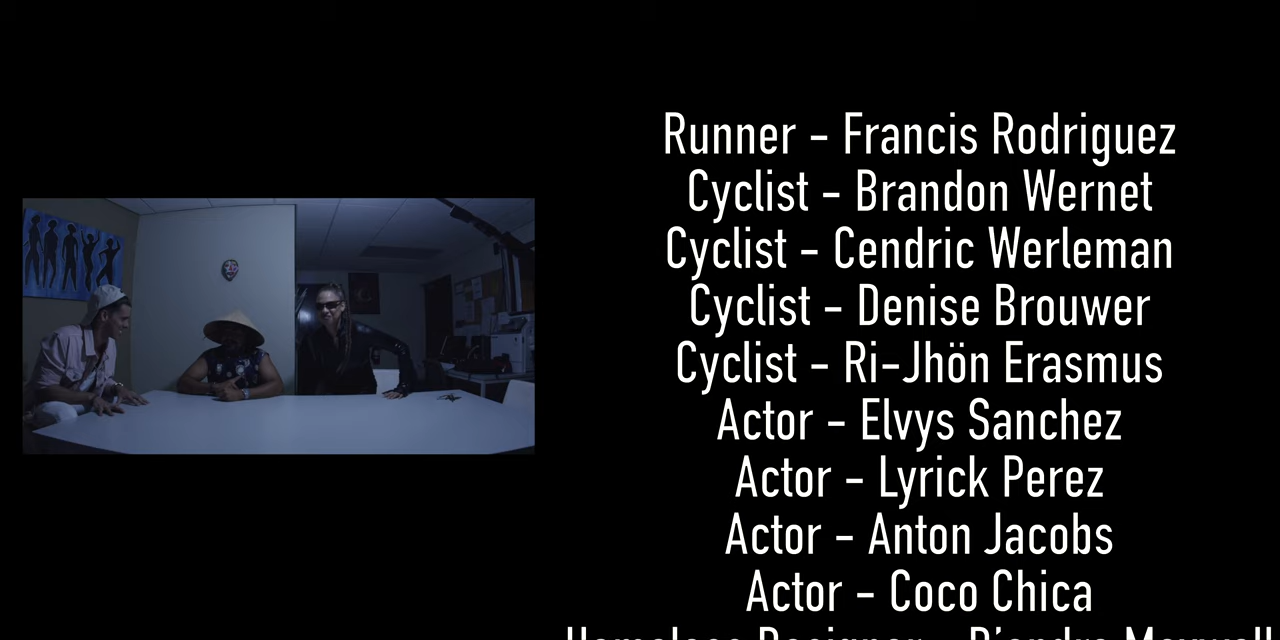 Runner - Francis Rodriguez
Cyclist - Brandon Wernet
Cyclist - Cendric Werleman
Cyclist - Denise Brouwer
Cyclist - Ri-Jhön Erasmus
Actor - Elvys Sanchez
Actor - Lyrick Perez
Actor - Anton Jacobs
Actor - Coco Chica